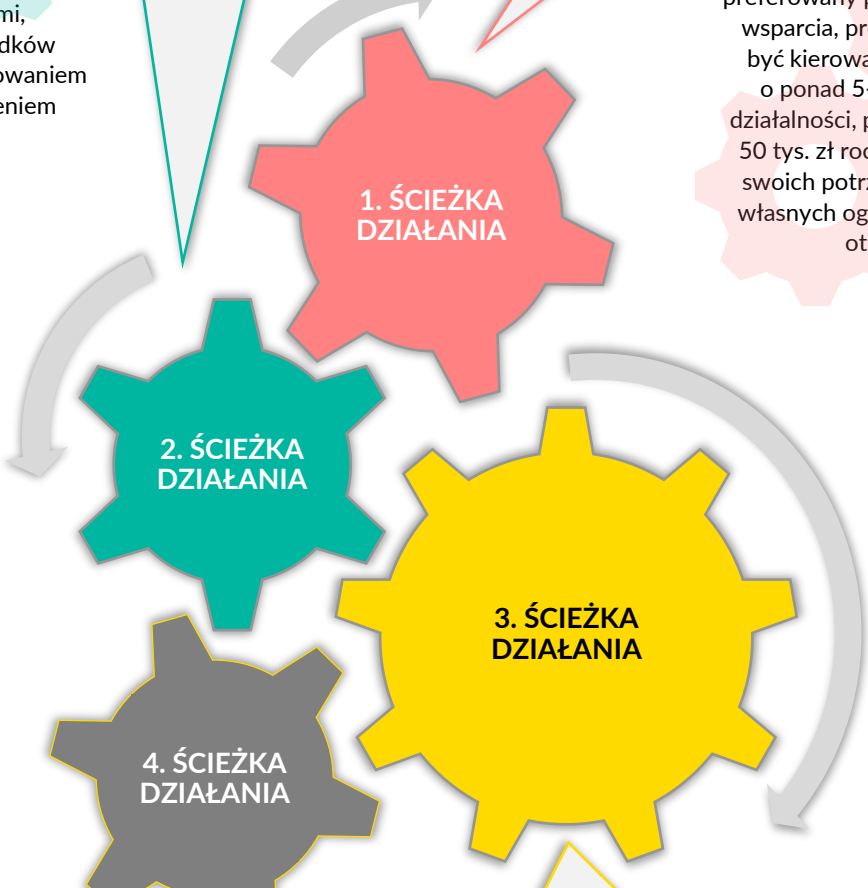 mi,
dków
owaniem
eniem
preferowany
wsparcia, pr
być kierowa
o ponad 5
działalności,
50 tys. zł roc
swoich potrz
własnych og
ot
1. ŚCIEŻKA
DZIAŁANIA
2. ŚCIEŻKA
DZIAŁANIA
3. ŚCIEŻKA
DZIAŁANIA
4. ŚCIEŻKA
DZIAŁANIA